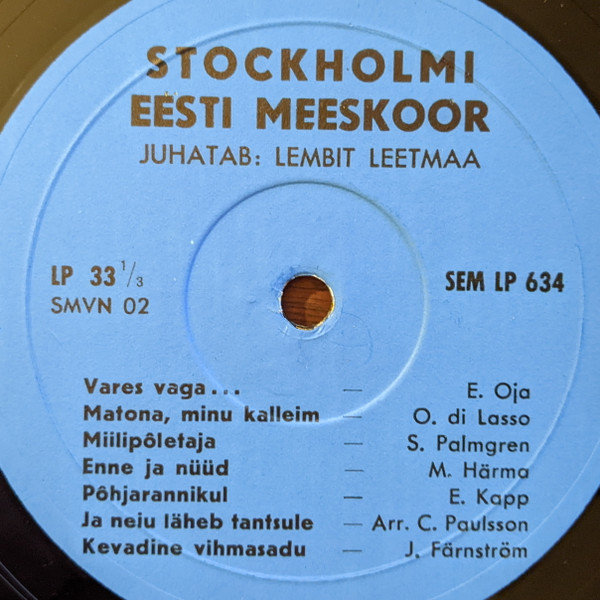 STOCKHOLMI
EESTI MEESKOOR
JUHATAB: LEMBIT LEETMAA
LP 33 1/3
SMVN 02
SEM LP 634
Vares vaga... — E. Oja
Matona, minu kalleim — O. di Lasso
Miilipôletaja — S. Palmgren
Enne ja nüüd — M. Härma
Pôhjarannikul — E. Kapp
Ja neiu läheb tantsule — Arr. C. Paulsson
Kevadine vihmasadu — J. Färnström